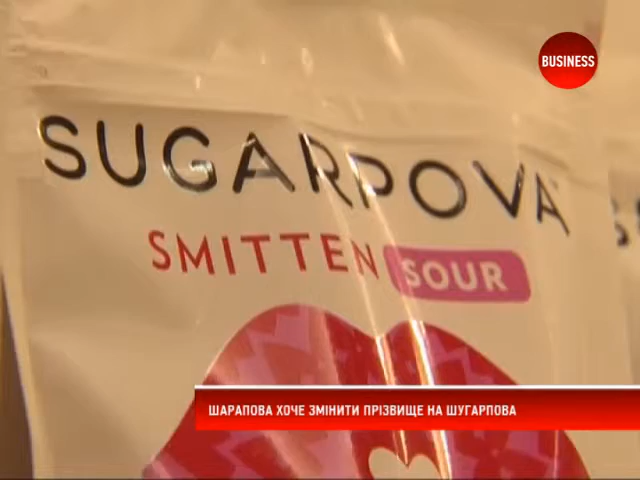 BUSINESS
SUGARPOVA
SMITTEN SOUR
ШАРАПОВА ХОЧЕ ЗМІНИТИ ПРІЗВИЩЕ НА ШУГАРПОВА